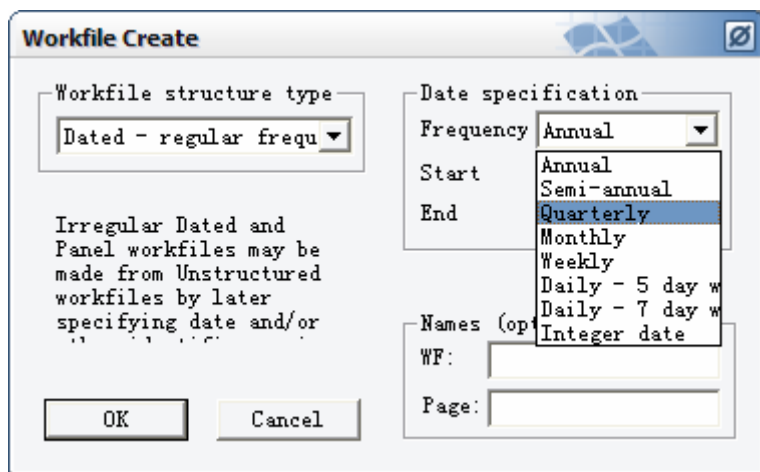 Workfile Create
Workfile structure type
Dated - regular frequ
Irregular Dated and
Panel workfiles may be
made from Unstructured
workfiles by later
specifying date and/or
OK
Cancel
Date specification
Frequency Annual
Start
End
Annual
Semi-annual
Quarterly
Monthly
Weekly
Daily - 5 day w
Daily - 7 day w
Integer date
Names (opt
WF:
Page: